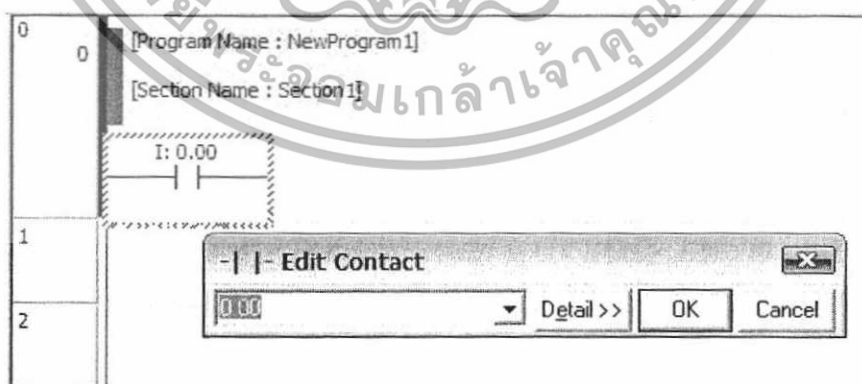 0
0
[Program Name : NewProgram1]
[Section Name : Section1]
I: 0.00
1
-| |- Edit Contact
0.00
Detail >>
OK
Cancel
2